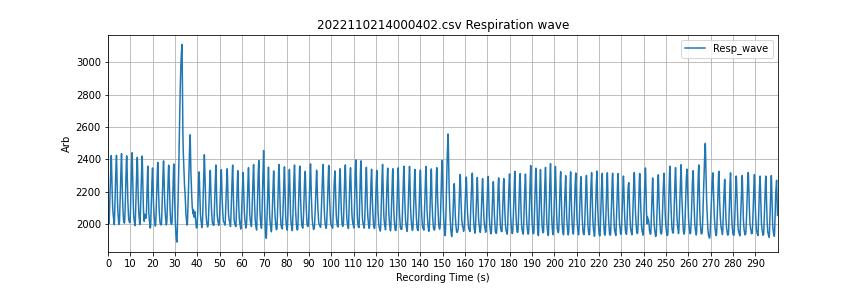 2022110214000402.csv Respiration wave
Resp_wave
Arb
3000
2800
2600
2400
2200
2000
0 10 20 30 40 50 60 70 80 90 100 110 120 130 140 150 160 170 180 190 200 210 220 230 240 250 260 270 280 290
Recording Time (s)